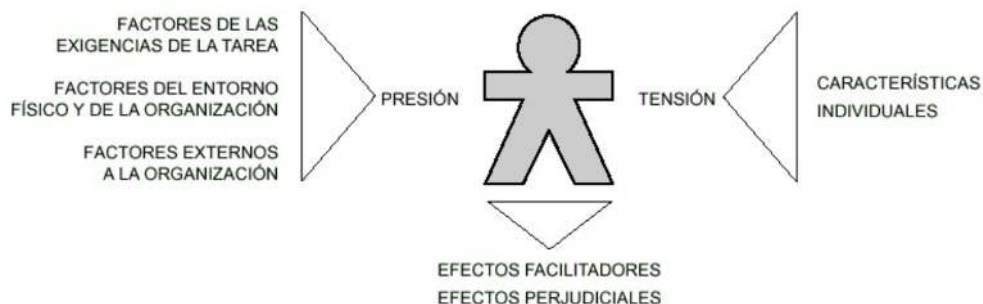 FACTORES DE LAS
EXIGENCIAS DE LA TAREA
FACTORES DEL ENTORNO
FÍSICO Y DE LA ORGANIZACIÓN
FACTORES EXTERNOS
A LA ORGANIZACIÓN
PRESIÓN
TENSIÓN
CARACTERÍSTICAS
INDIVIDUALES
EFECTOS FACILITADORES
EFECTOS PERJUDICIALES